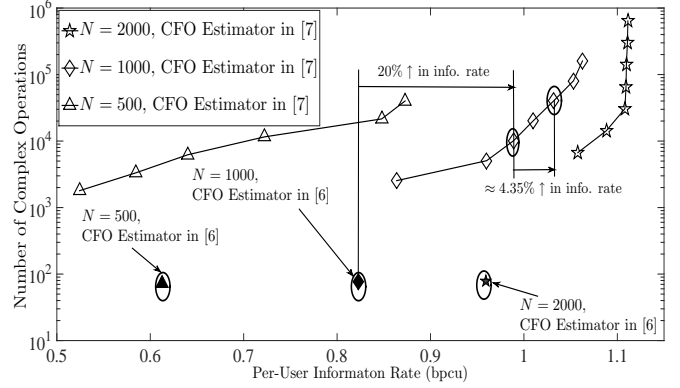 10^6
10^5
10^4
10^3
10^2
10^1
Number of Complex Operations
N = 2000, CFO Estimator in [7]
N = 1000, CFO Estimator in [7]
N = 500, CFO Estimator in [7]
20% ↑ in info. rate
≈ 4.35% ↑ in info. rate
N = 1000,
CFO Estimator in [6]
N = 500,
CFO Estimator in [6]
N = 2000,
CFO Estimator in [6]
0.5 0.6 0.7 0.8 0.9 1 1.1
Per-User Informaton Rate (bpcu)